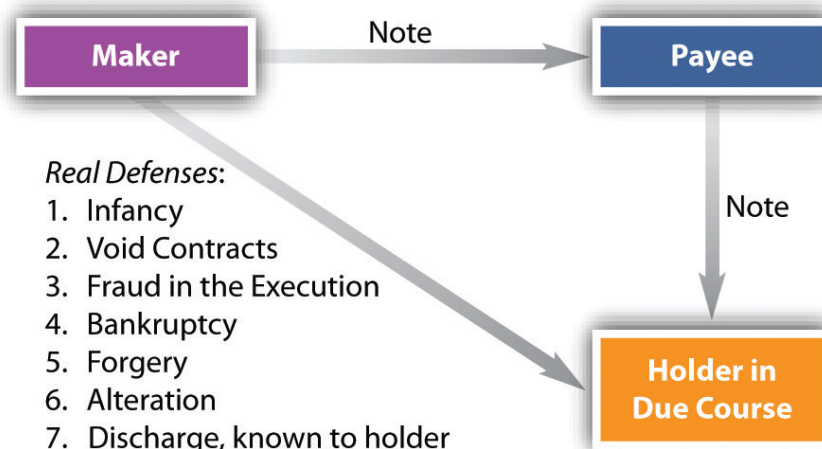 Maker
Note
Payee
Real Defenses:
1. Infancy
2. Void Contracts
3. Fraud in the Execution
4. Bankruptcy
5. Forgery
6. Alteration
7. Discharge, known to holder
Note
Holder in
Due Course